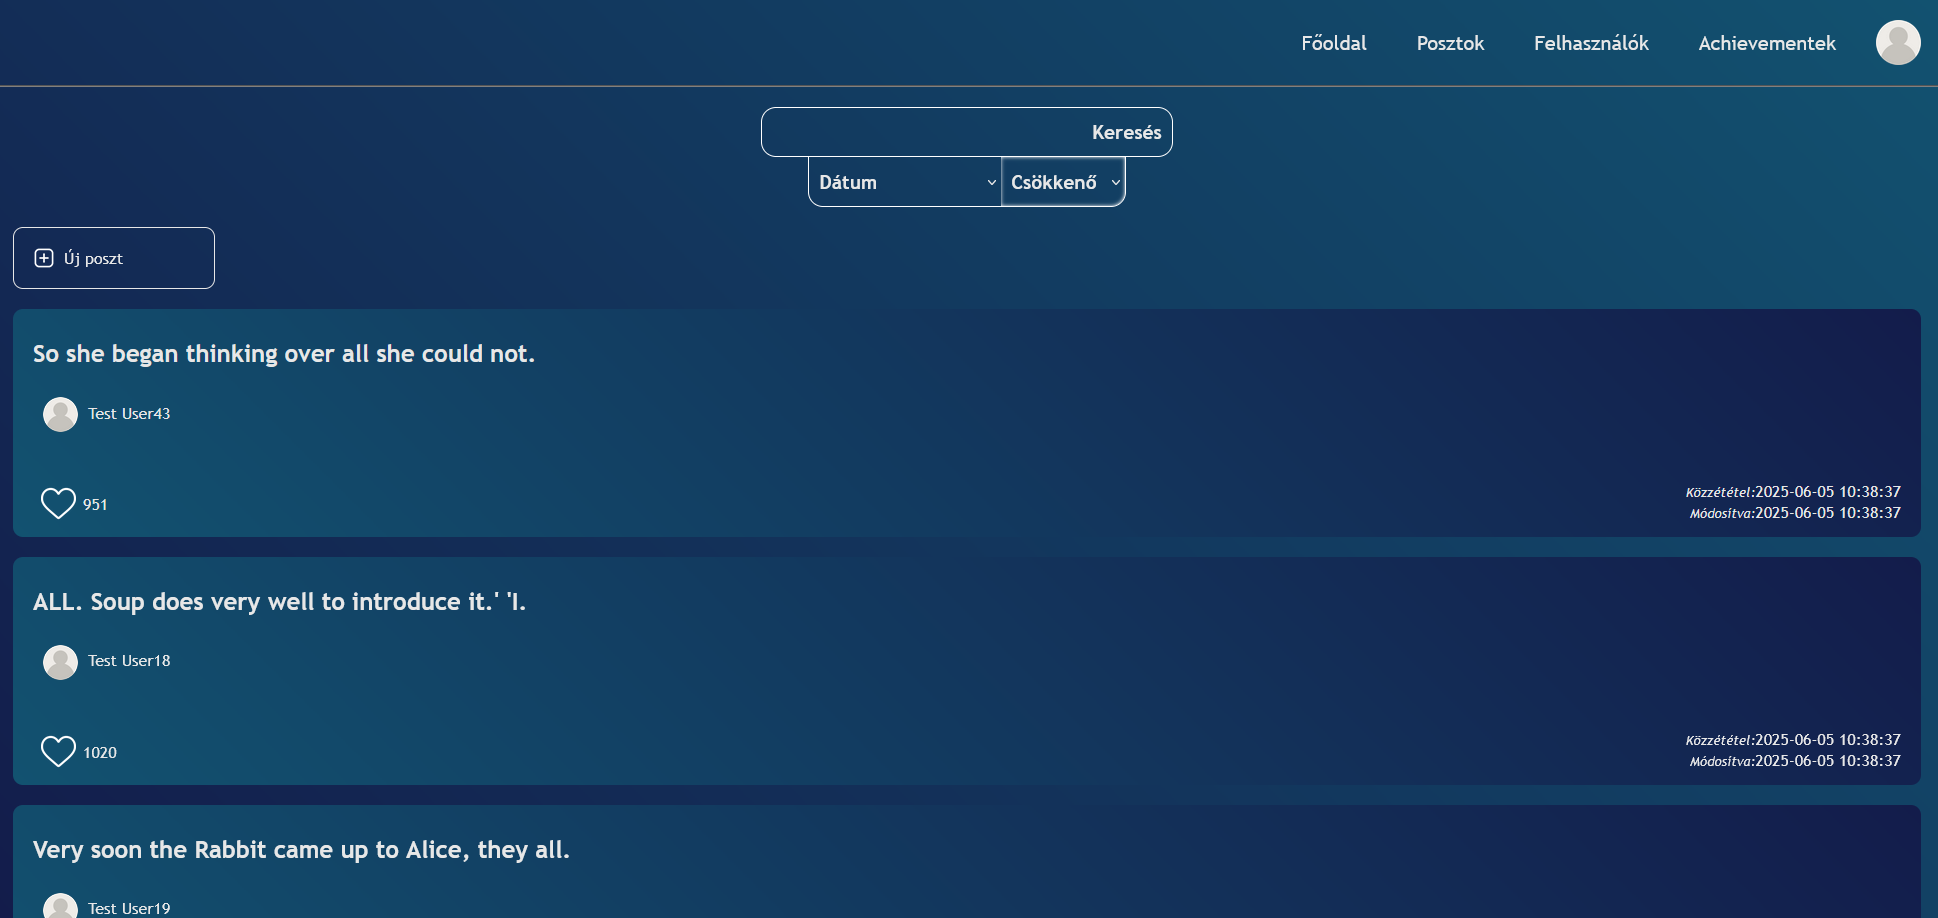 Főoldal Posztok Felhasználók Achievementek
Keresés
Dátum Csökkenő
Új poszt
So she began thinking over all she could not.
Test User43
951
Közzététel:2025-06-05 10:38:37
Módosítva:2025-06-05 10:38:37
ALL. Soup does very well to introduce it.' 'I.
Test User18
1020
Közzététel:2025-06-05 10:38:37
Módosítva:2025-06-05 10:38:37
Very soon the Rabbit came up to Alice, they all.
Test User19